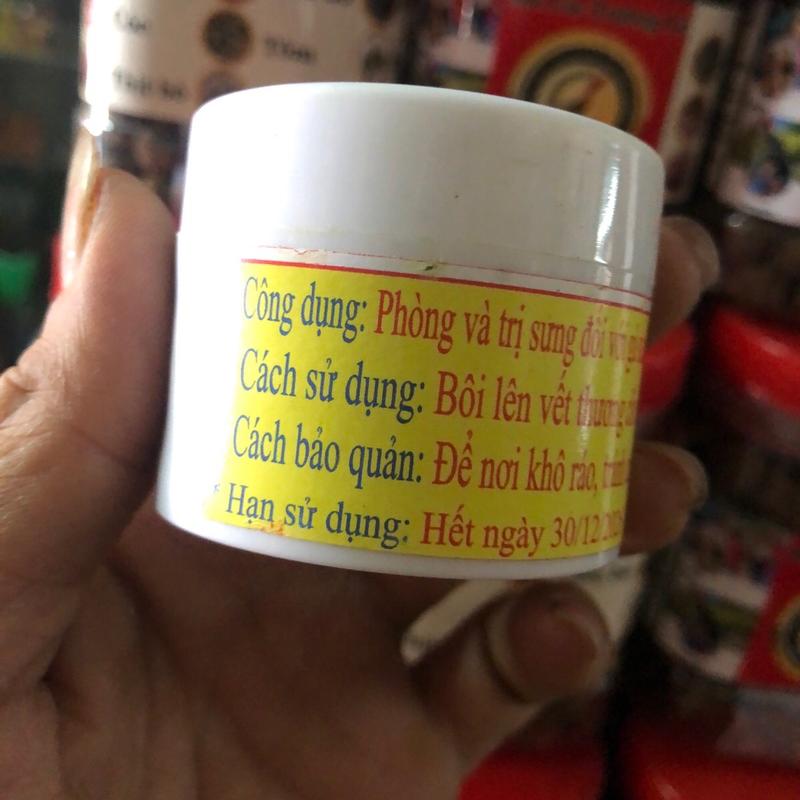 Công dụng: Phòng và trị sưng đối với
Cách sử dụng: Bôi lên vết thương
Cách bảo quản: Để nơi khô ráo, tránh
Hạn sử dụng: Hết ngày 30/12